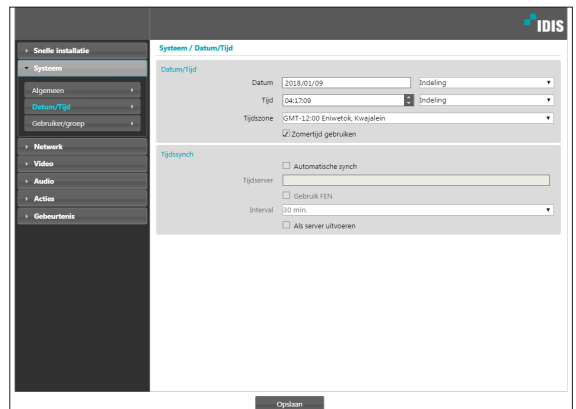 IDIS
Snelle installatie
Systeem
Algemeen
Datum/Tijd
Gebruiker/groep
Netwerk
Video
Audio
Acties
Gebeurtenis
Systeem / Datum/Tijd
Datum/Tijd
Datum 2018/01/09 Indeling
Tijd 04:17:09 Indeling
Tijdszone GMT-12:00 Eniwetok, Kwajalein
Zomertijd gebruiken
Tijdssynch
Automatische synch
Tijdserver
Gebruik FEN
Interval 30 min.
Als server uitvoeren
Opslaan